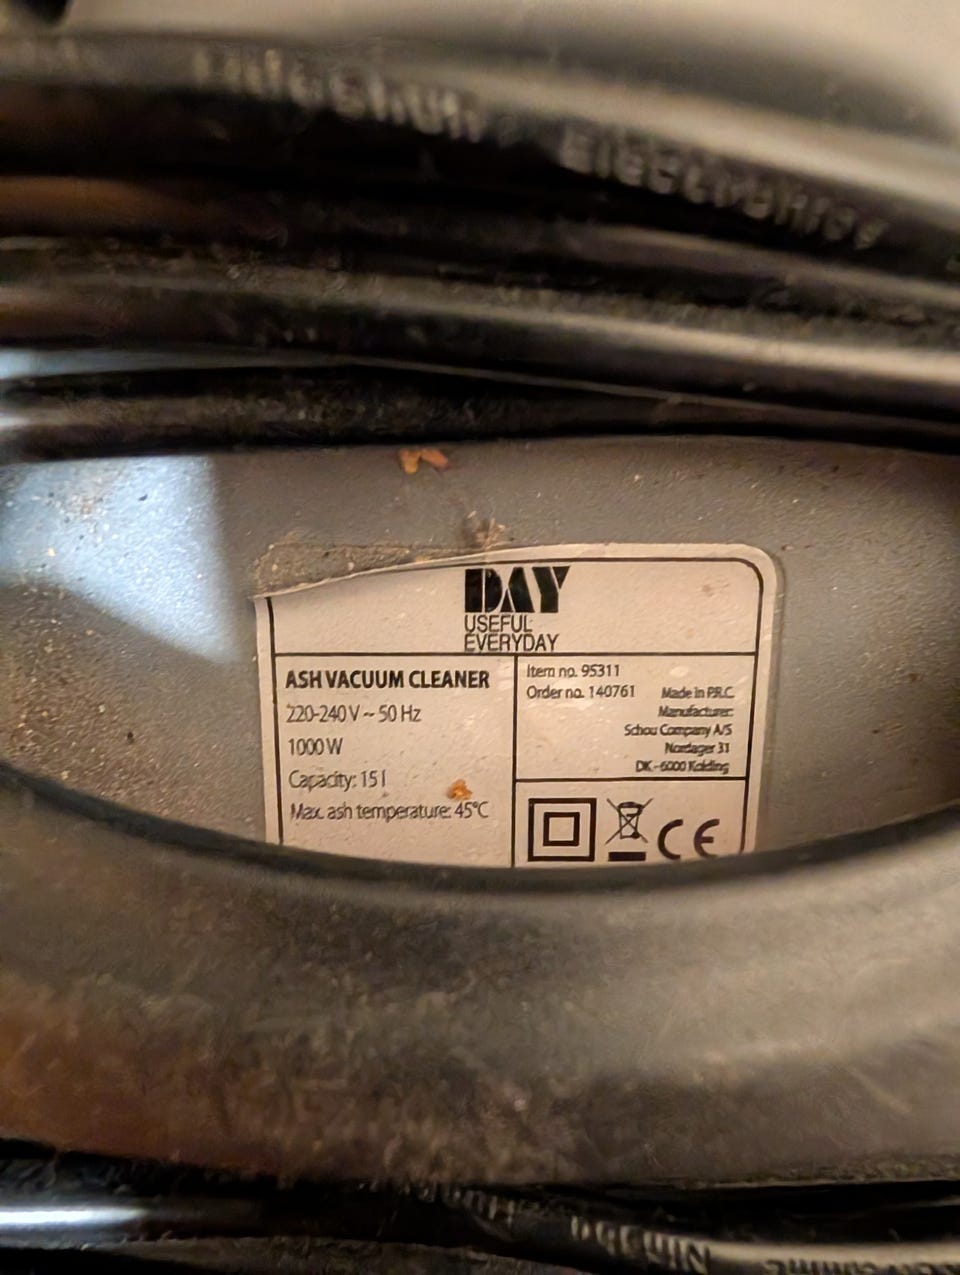 Electronics
DAY
USEFUL
EVERYDAY
ASH VACUUM CLEANER
220-240 V ~ 50 Hz
1000 W
Capacity: 15 l
Max. ash temperature: 45°C
Item no. 95311
Order no. 140761
Made in P.R.C
Manufacturer:
Schou Company A/S
Nordager 31
DK - 6000 Kolding
CE